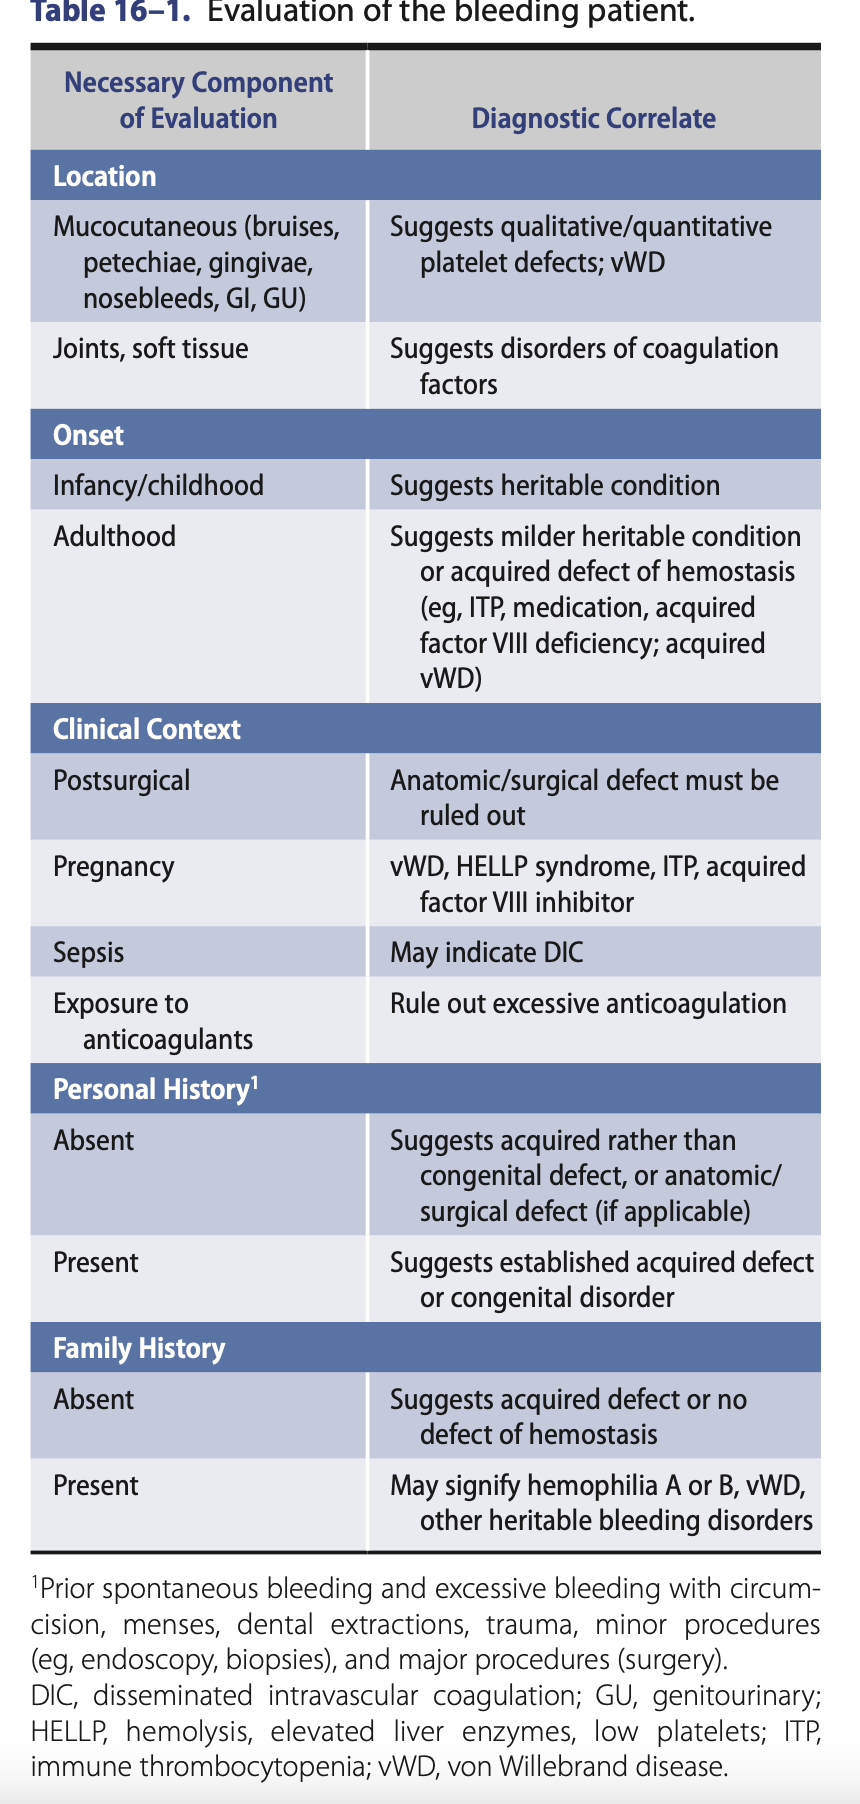 Table 16–1. Evaluation of the bleeding patient.
Necessary Component
of Evaluation
Diagnostic Correlate
Location
Mucocutaneous (bruises,
petechiae, gingivae,
nosebleeds, GI, GU)
Suggests qualitative/quantitative
platelet defects; vWD
Joints, soft tissue
Suggests disorders of coagulation
factors
Onset
Infancy/childhood
Suggests heritable condition
Adulthood
Suggests milder heritable condition
or acquired defect of hemostasis
(eg, ITP, medication, acquired
factor VIII deficiency; acquired
vWD)
Clinical Context
Postsurgical
Anatomic/surgical defect must be
ruled out
Pregnancy
vWD, HELLP syndrome, ITP, acquired
factor VIII inhibitor
Sepsis
May indicate DIC
Exposure to
anticoagulants
Rule out excessive anticoagulation
Personal History¹
Absent
Suggests acquired rather than
congenital defect, or anatomic/
surgical defect (if applicable)
Present
Suggests established acquired defect
or congenital disorder
Family History
Absent
Suggests acquired defect or no
defect of hemostasis
Present
May signify hemophilia A or B, vWD,
other heritable bleeding disorders
¹Prior spontaneous bleeding and excessive bleeding with circum-
cision, menses, dental extractions, trauma, minor procedures
(eg, endoscopy, biopsies), and major procedures (surgery).
DIC, disseminated intravascular coagulation; GU, genitourinary;
HELLP, hemolysis, elevated liver enzymes, low platelets; ITP,
immune thrombocytopenia; vWD, von Willebrand disease.